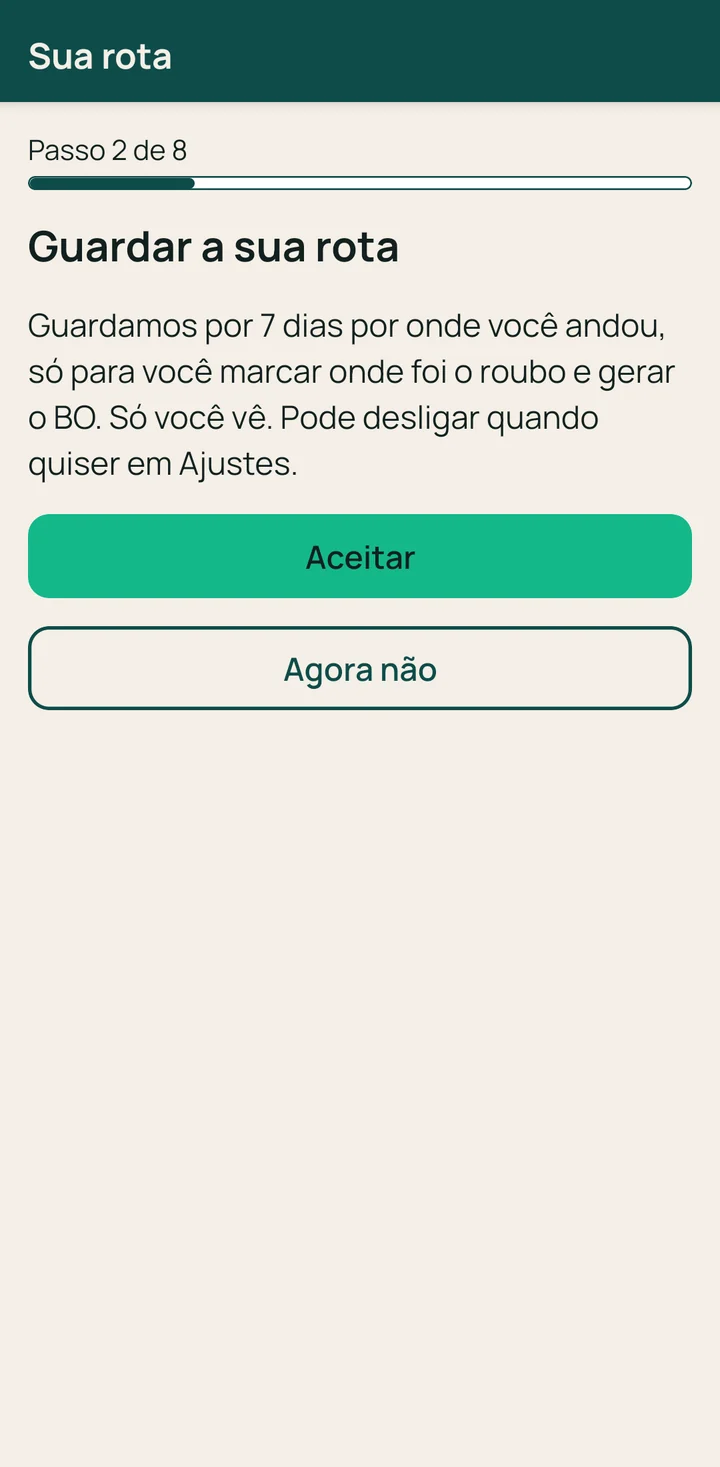 Sua rota
Passo 2 de 8
Guardar a sua rota
Guardamos por 7 dias por onde você andou,
só para você marcar onde foi o roubo e gerar
o BO. Só você vê. Pode desligar quando
quiser em Ajustes.
Aceitar
Agora não